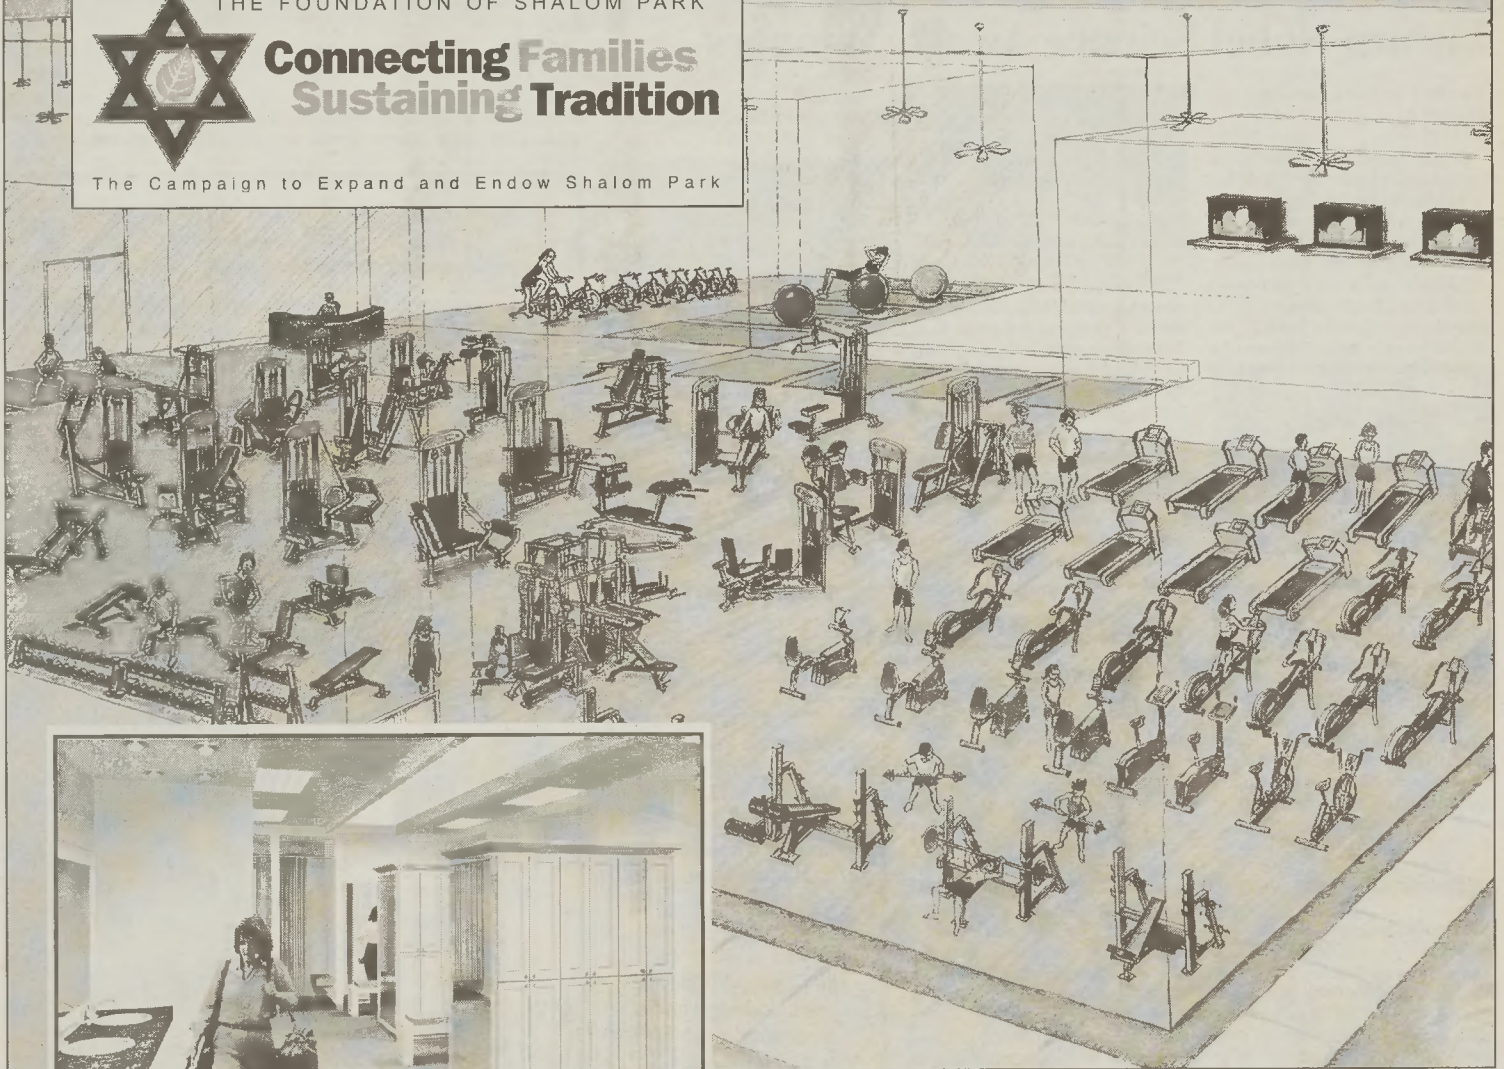 THE FOUNDATION OF SHALOM PARK
Connecting Families
Sustaining Tradition
The Campaign to Expand and Endow Shalom Park